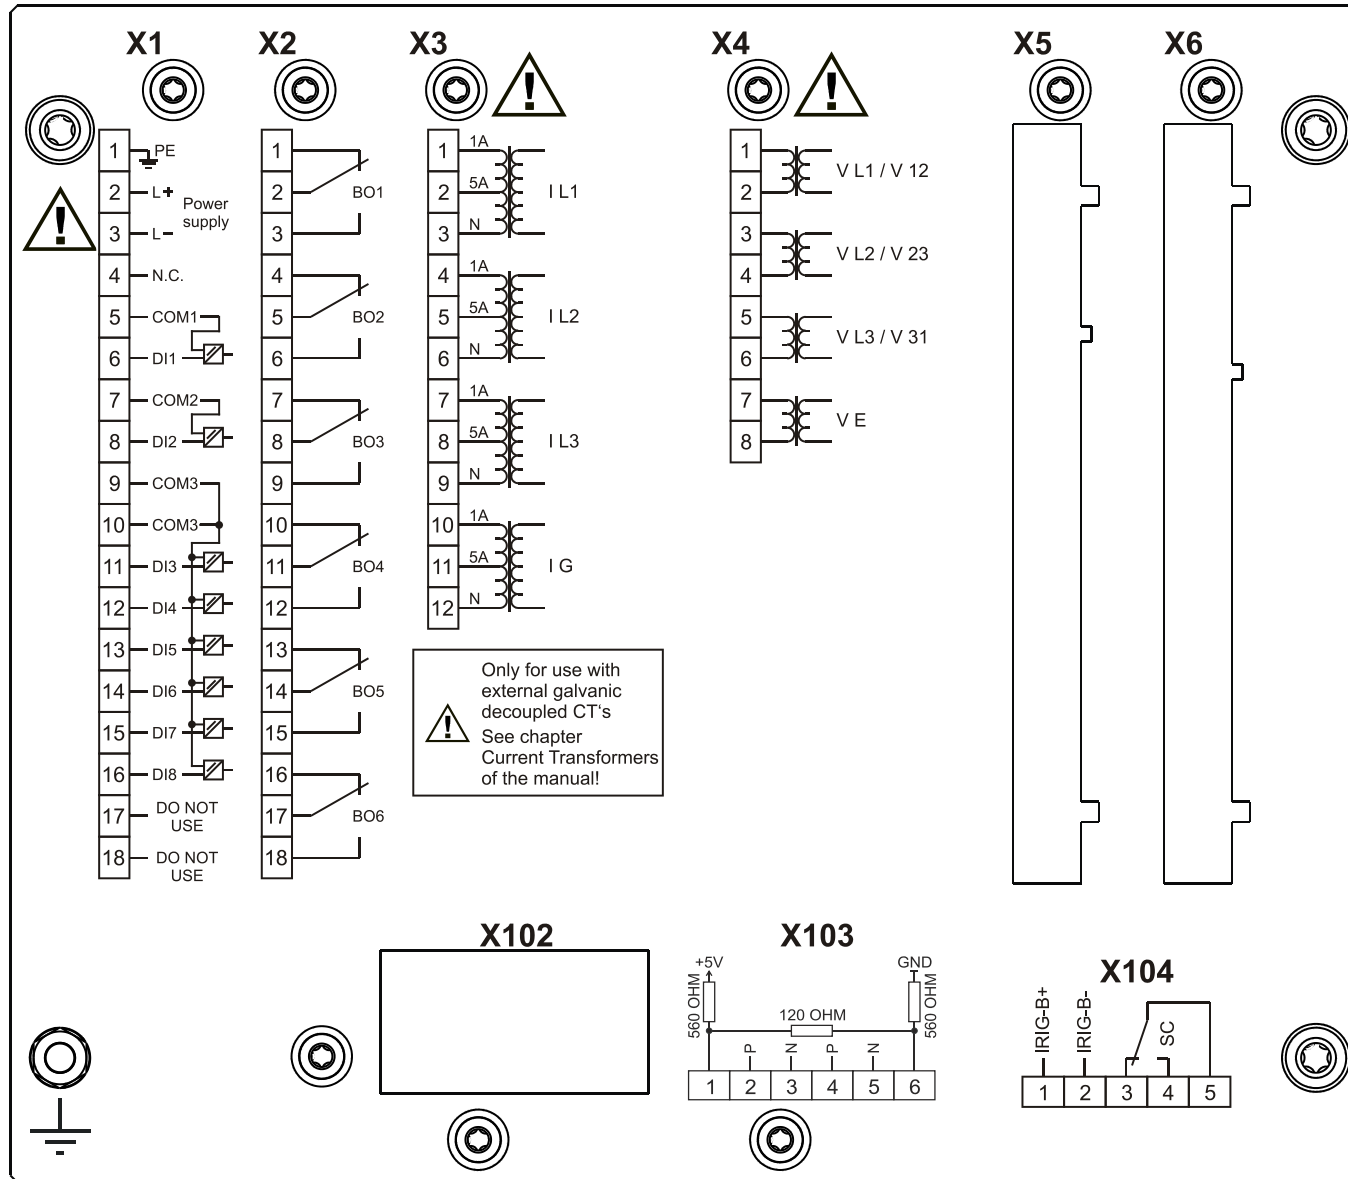 X1
X2
X3
X4
X5
X6
1 PE
2 L+
Power
supply
3 L-
4 N.C.
5 COM1
6 DI1
7 COM2
8 DI2
9 COM3
10 COM3
11 DI3
12 DI4
13 DI5
14 DI6
15 DI7
16 DI8
17 DO NOT
USE
18 DO NOT
USE
1
2 BO1
3
4
5 BO2
6
7
8 BO3
9
10
11 BO4
12
13
14 BO5
15
16
17 BO6
18
!
!
!
1 1A
2 5A I L1
3 N
4 1A
5 5A I L2
6 N
7 1A
8 5A I L3
9 N
10 1A
11 5A I G
12 N
!
Only for use with
external galvanic
decoupled CT's
See chapter
Current Transformers
of the manual!
1
V L1 / V 12
2
3
V L2 / V 23
4
5
V L3 / V 31
6
7
V E
8
X102
X103
+5V
GND
560 OHM
120 OHM
560 OHM
P N P N
1 2 3 4 5 6
X104
IRIG-B+
IRIG-B-
SC
1 2 3 4 5